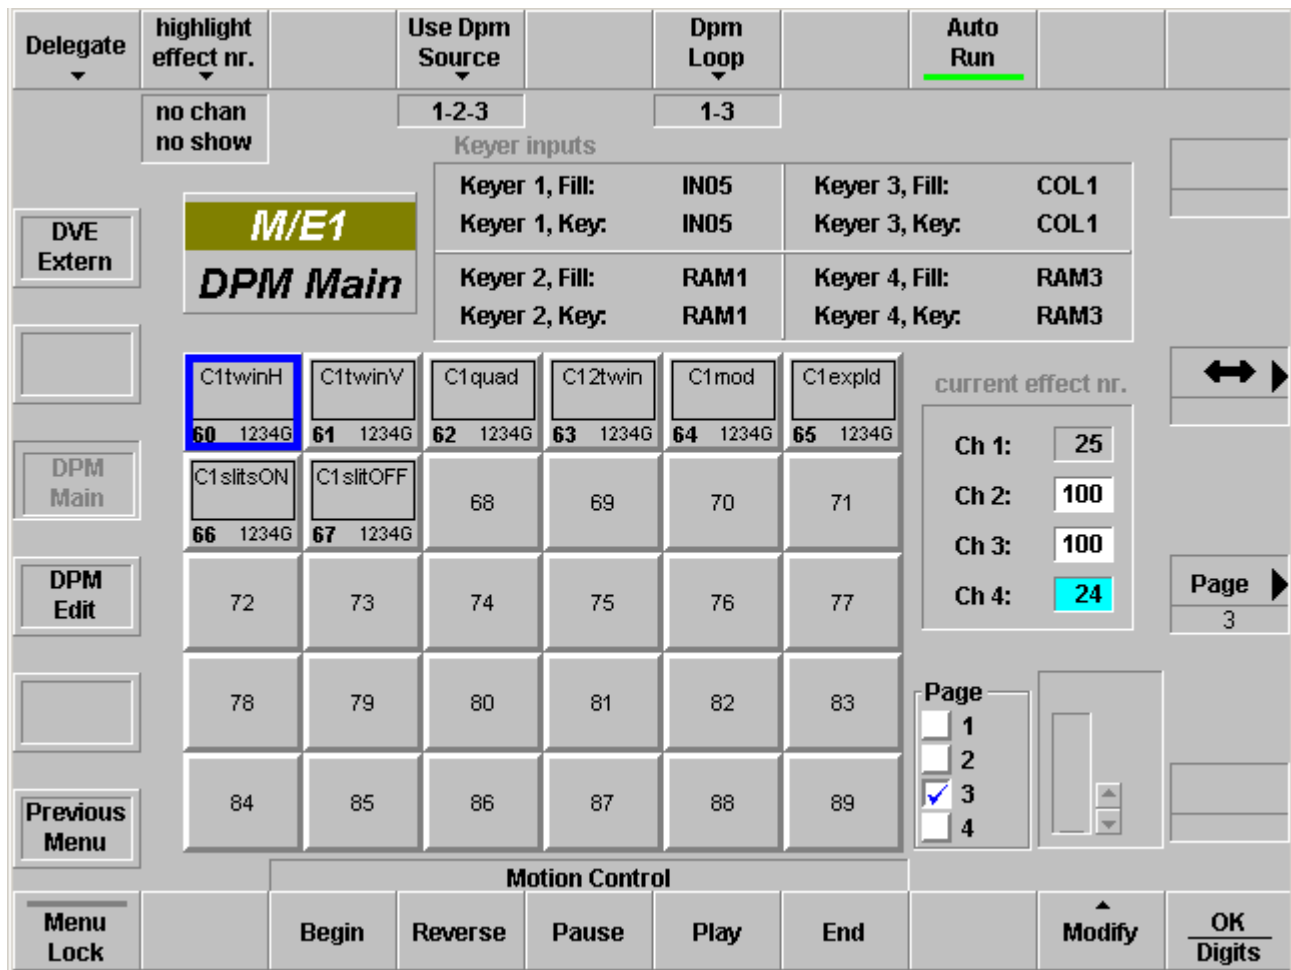 Delegate
highlight
effect nr.
Use Dpm
Source
Dpm
Loop
Auto
Run
no chan
no show
1-2-3
1-3
Keyer inputs
Keyer 1, Fill: IN05 Keyer 3, Fill: COL1
Keyer 1, Key: IN05 Keyer 3, Key: COL1
Keyer 2, Fill: RAM1 Keyer 4, Fill: RAM3
Keyer 2, Key: RAM1 Keyer 4, Key: RAM3
M/E1
DPM Main
DVE
Extern
DPM
Main
DPM
Edit
Previous
Menu
C1twinH C1twinV C1quad C12twin C1mod C1expld
60 1234G 61 1234G 62 1234G 63 1234G 64 1234G 65 1234G
C1slitsON C1slitOFF 68 69 70 71
66 1234G 67 1234G
72 73 74 75 76 77
78 79 80 81 82 83
84 85 86 87 88 89
current effect nr.
Ch 1: 25
Ch 2: 100
Ch 3: 100
Ch 4: 24
Page
3
Page
1
2
3
4
Motion Control
Menu
Lock
Begin
Reverse
Pause
Play
End
Modify
OK
Digits